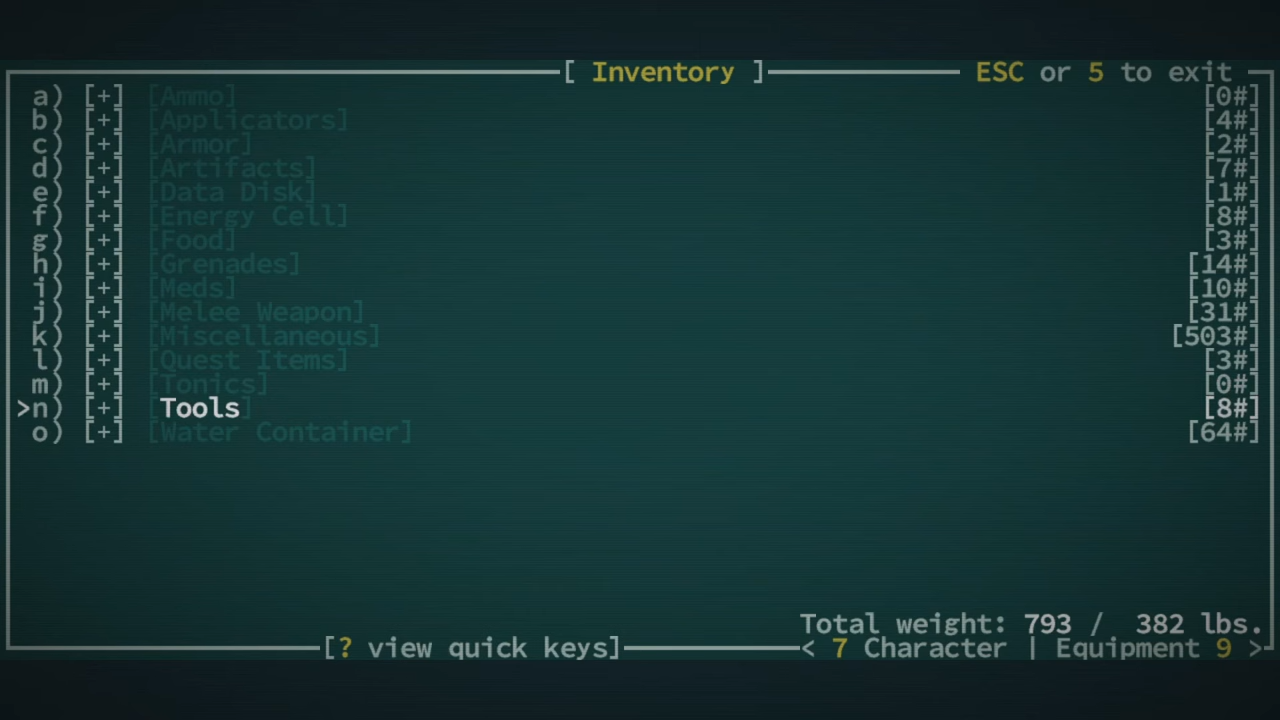 [ Inventory ] ESC or 5 to exit
a) [+] [Ammo] [0#]
b) [+] [Applicators] [4#]
c) [+] [Armor] [2#]
d) [+] [Artifacts] [7#]
e) [+] [Data Disk] [1#]
f) [+] [Energy Cell] [8#]
g) [+] [Food] [3#]
h) [+] [Grenades] [14#]
i) [+] [Meds] [10#]
j) [+] [Melee Weapon] [31#]
k) [+] [Miscellaneous] [503#]
l) [+] [Quest Items] [3#]
m) [+] [Tonics] [0#]
>n) [+] [Tools] [8#]
o) [+] [Water Container] [64#]
Total weight: 793 / 382 lbs.
[? view quick keys] < 7 Character | Equipment 9 >